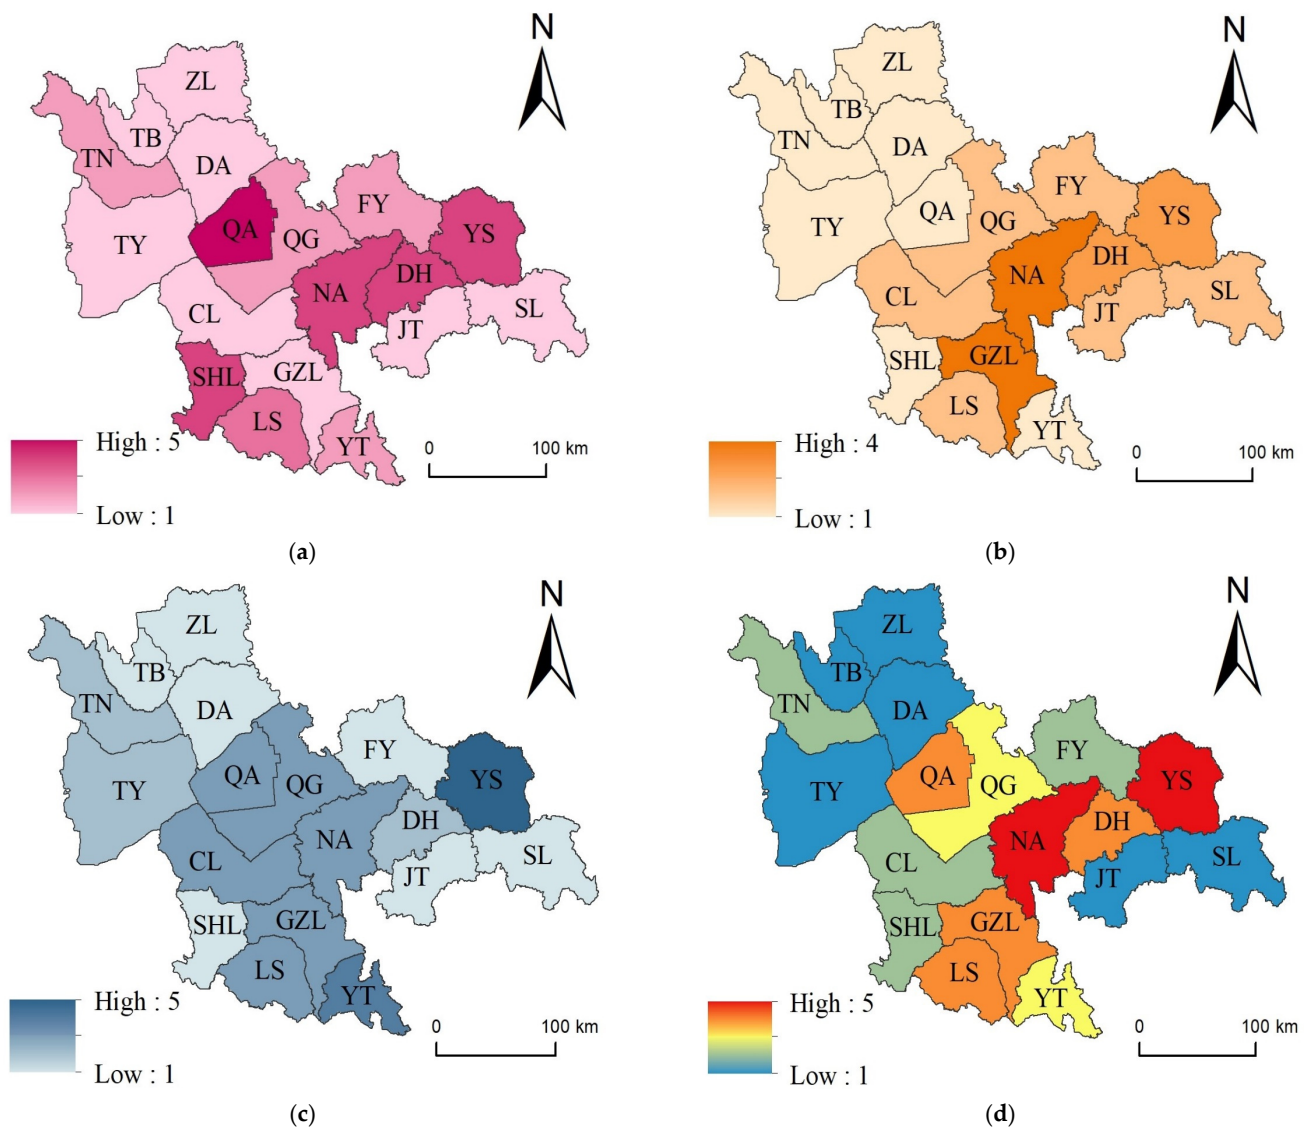 N
ZL
TB
TN
DA
FY
QA
QG
YS
TY
DH
NA
SL
CL
JT
SHL
GZL
LS
YT
High : 5
Low : 1
0 100 km
(a)
N
ZL
TB
TN
DA
FY
QA
QG
YS
TY
DH
NA
SL
CL
JT
SHL
GZL
LS
YT
High : 4
Low : 1
0 100 km
(b)
N
ZL
TB
TN
DA
FY
QA
QG
YS
TY
DH
NA
SL
CL
JT
SHL
GZL
LS
YT
High : 5
Low : 1
0 100 km
(c)
N
ZL
TB
TN
DA
FY
QA
QG
YS
TY
DH
NA
SL
CL
JT
SHL
GZL
LS
YT
High : 5
Low : 1
0 100 km
(d)